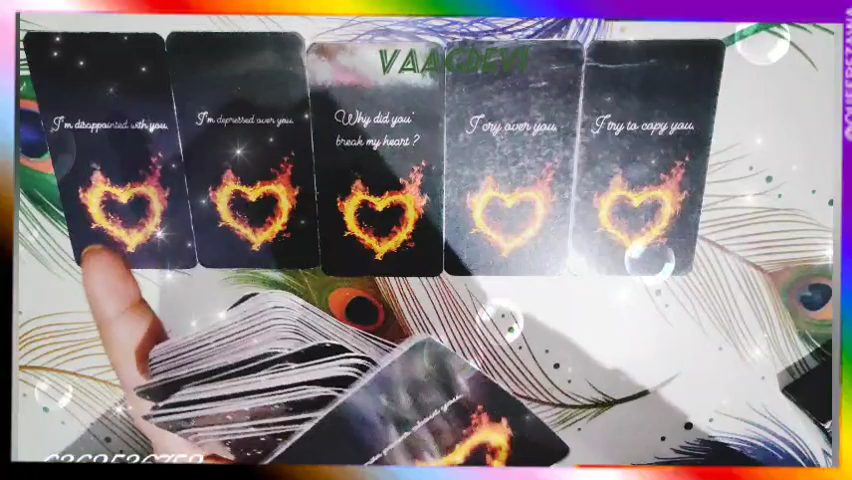 VAAGDEVI
I'm disappointed with you.
I'm depressed over you.
Why did you
break my heart ?
I cry over you.
I try to copy you.